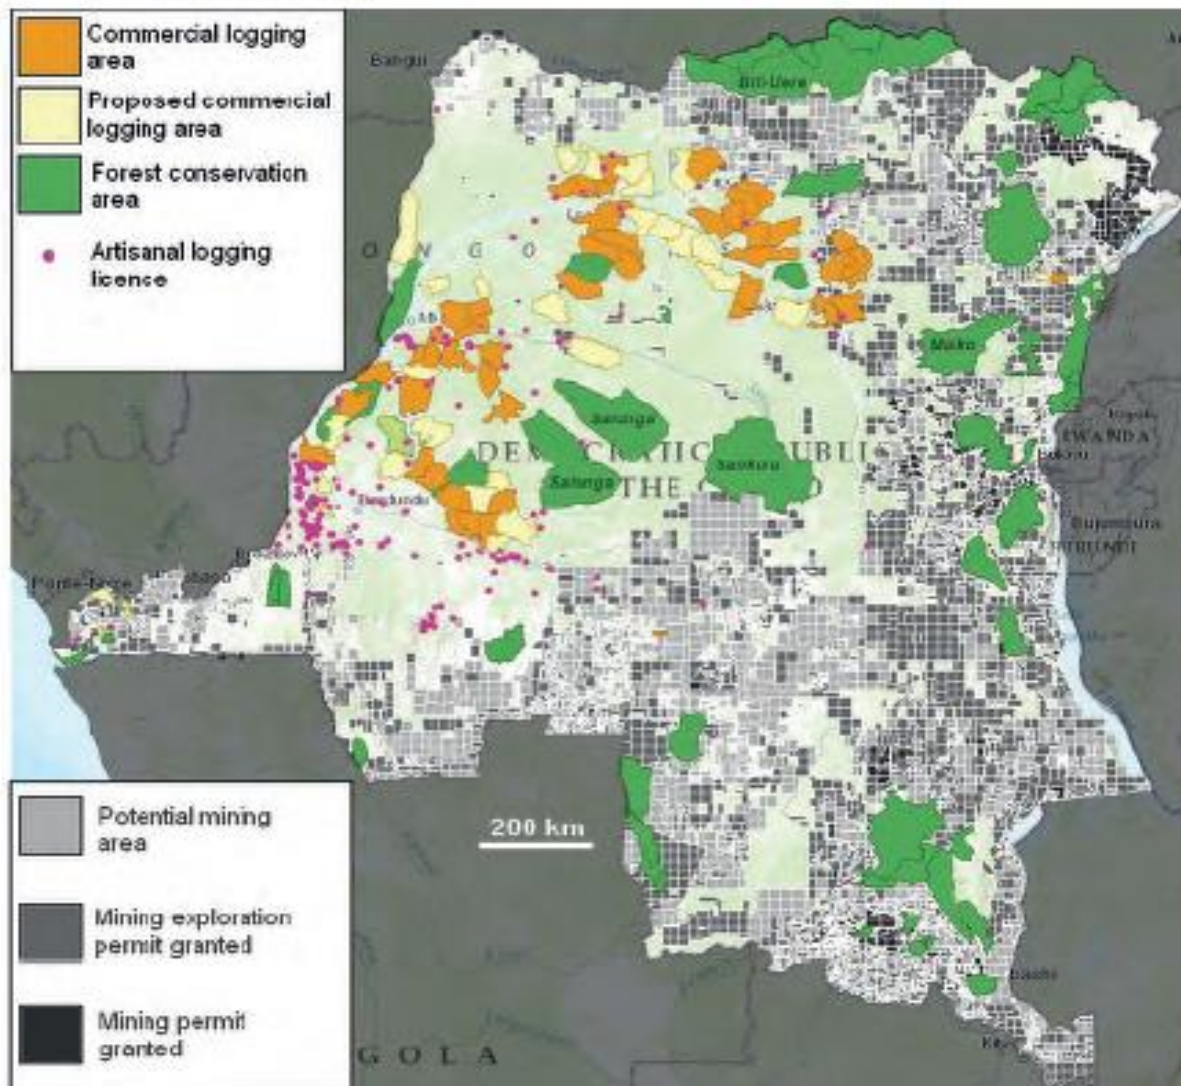 Commercial logging
area
Proposed commercial
logging area
Forest conservation
area
Artisanal logging
licence
Bangui
Bili-Uere
O N G O
Maiko
Salonga
DEMOCRATIC REPUBLIC
Sankuru
Salonga
THE CONGO
RWANDA
Bujumbura
BURUNDI
Pointe-Noire
200 km
Potential mining
area
Mining exploration
permit granted
Mining permit
granted
G O L A